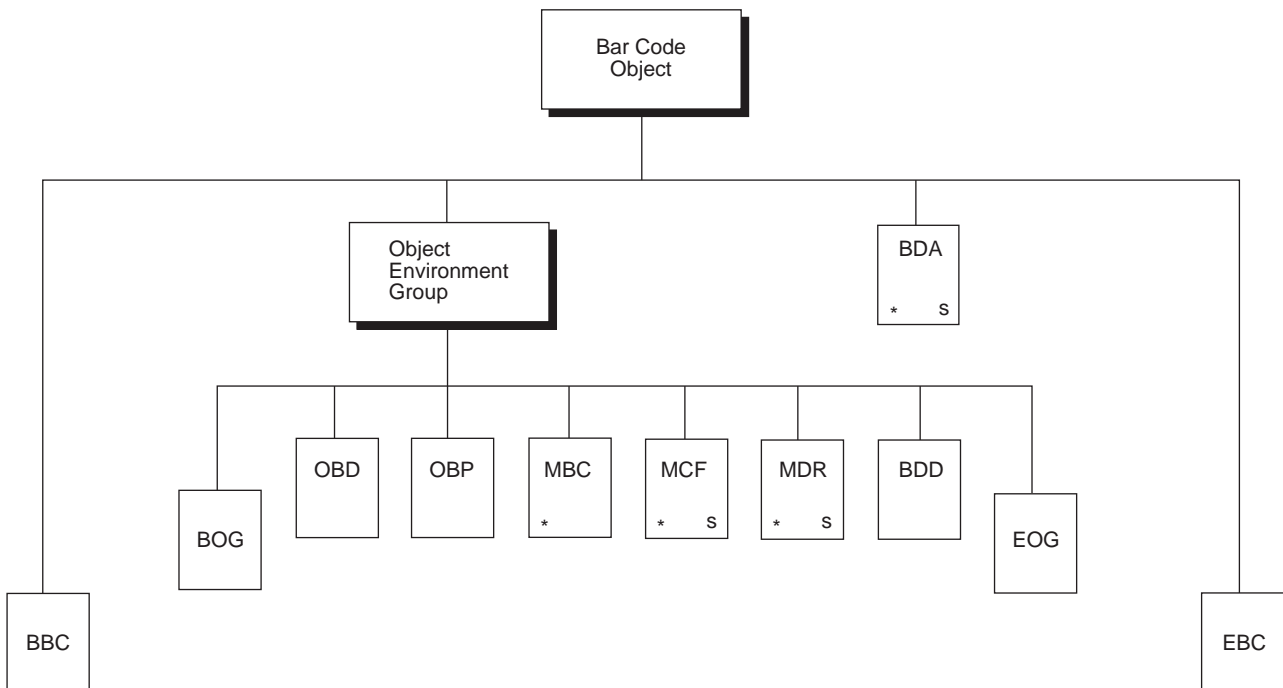 Bar Code
Object
Object
Environment
Group
BDA
* S
OBD
OBP
MBC
*
MCF
* S
MDR
* S
BDD
BOG
EOG
BBC
EBC